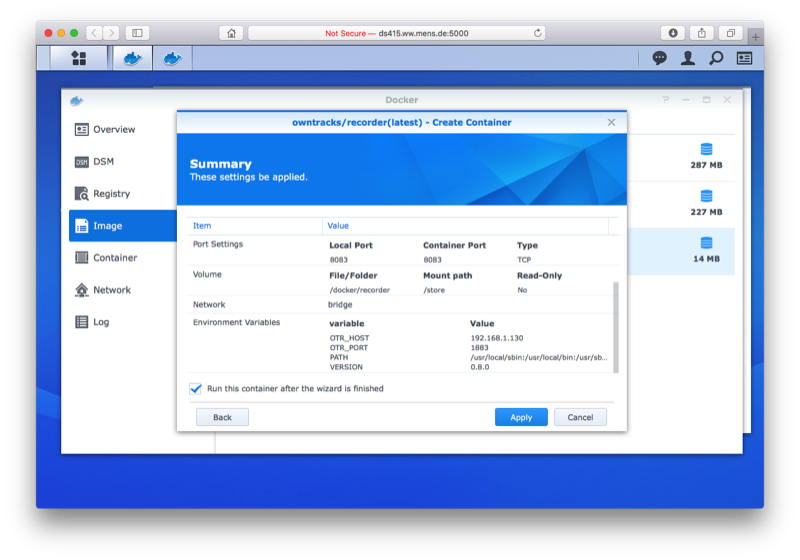 Not Secure — ds415.ww.mens.de:5000
Docker
Overview
DSM
DSM
Registry
Image
Container
Network
Log
287 MB
227 MB
14 MB
owntracks/recorder(latest) - Create Container
Summary
These settings be applied.
Item Value
Port Settings Local Port Container Port Type
8083 8083 TCP
Volume File/Folder Mount path Read-Only
/docker/recorder /store No
Network bridge
Environment Variables variable Value
OTR_HOST 192.168.1.130
OTR_PORT 1883
PATH /usr/local/sbin:/usr/local/bin:/usr/sb...
VERSION 0.8.0
Run this container after the wizard is finished
Back Apply Cancel